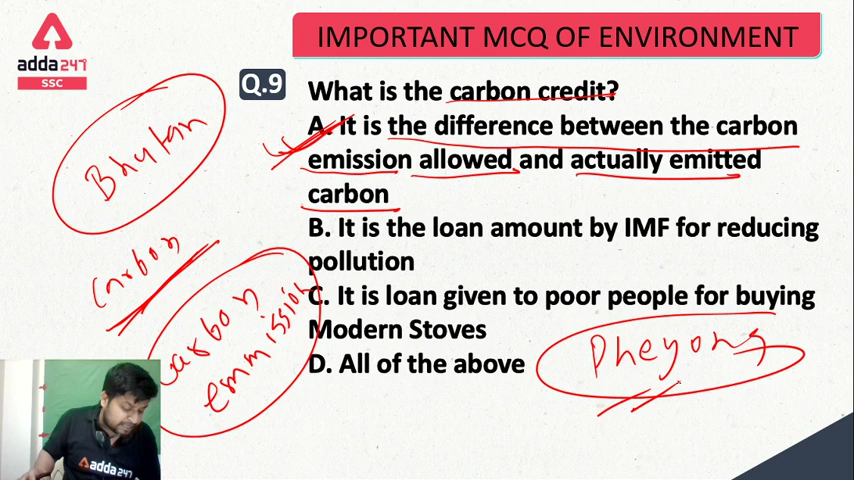 IMPORTANT MCQ OF ENVIRONMENT
adda247
SSC
Q.9
What is the carbon credit?
A. It is the difference between the carbon
emission allowed and actually emitted
carbon
B. It is the loan amount by IMF for reducing
pollution
C. It is loan given to poor people for buying
Modern Stoves
D. All of the above
Bhutan
carbon
carbon
emmission
Pheyong
adda247